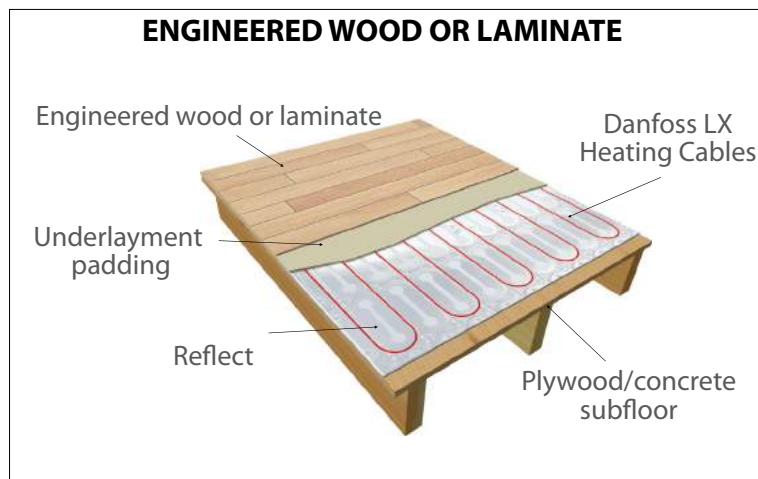 ENGINEERED WOOD OR LAMINATE
Engineered wood or laminate
Danfoss LX
Heating Cables
Underlayment
padding
Reflect
Plywood/concrete
subfloor